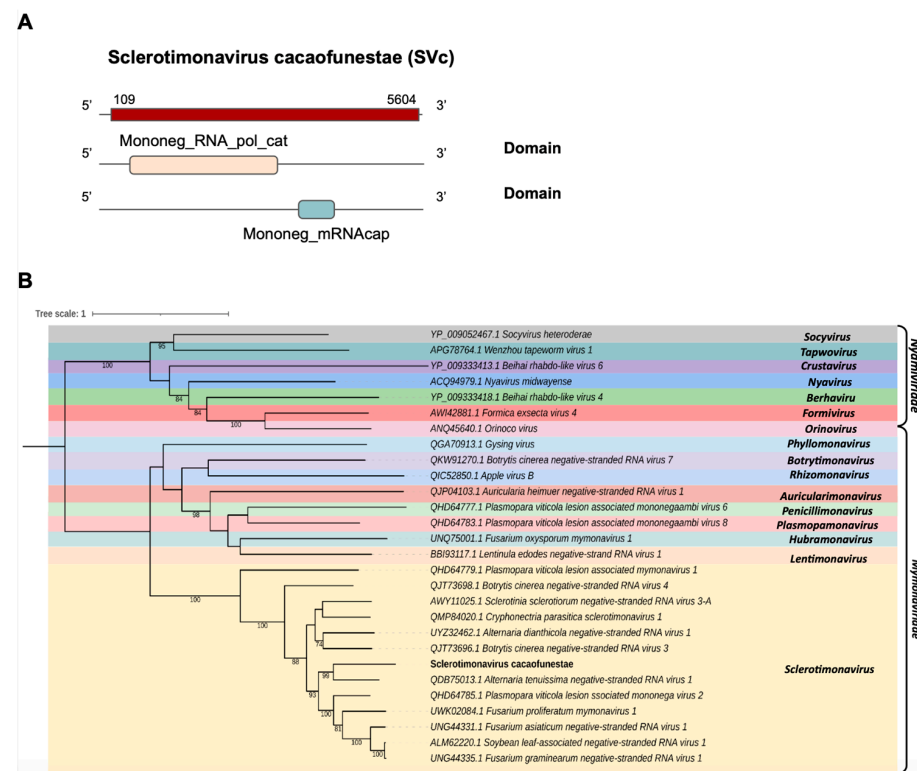 A
Sclerotimonavirus cacaofunestae (SVc)
109 5604
5’ 3’
Mononeg_RNA_pol_cat
5’ 3’ Domain
5’ 3’ Domain
Mononeg_mRNAcap
B
Tree scale: 1
YP_009052467.1 Socyvirus heteroderae Socyvirus
95
APG78764.1 Wenzhou tapeworm virus 1 Tapwovirus
100
YP_009333413.1 Beihai rhabdo-like virus 6 Crustavirus
ACQ94979.1 Nyavirus midwayense Nyavirus
84
YP_009333418.1 Beihai rhabdo-like virus 4 Berhaviru
84
AWI42881.1 Formica exsecta virus 4 Formivirus
100
ANQ45640.1 Orinoco virus Orinovirus
Nyamiviridae
QGA70913.1 Gysing virus Phyllomonavirus
QKW91270.1 Botrytis cinerea negative-stranded RNA virus 7 Botrytimonavirus
QIC52850.1 Apple virus B Rhizomonavirus
QJP04103.1 Auricularia heimuer negative-stranded RNA virus 1 Auricularimonavirus
QHD64777.1 Plasmopara viticola lesion associated mononegaambi virus 6 Penicillimonavirus
98
QHD64783.1 Plasmopara viticola lesion associated mononegaambi virus 8 Plasmopamonavirus
UNQ75001.1 Fusarium oxysporum mymonavirus 1 Hubramonavirus
BBI93117.1 Lentinula edodes negative-strand RNA virus 1 Lentimonavirus
QHD64779.1 Plasmopara viticola lesion associated mymonavirus 1
QJT73698.1 Botrytis cinerea negative-stranded RNA virus 4
100
AWY11025.1 Sclerotinia sclerotiorum negative-stranded RNA virus 3-A
QMP84020.1 Cryphonectria parasitica sclerotimonavirus 1
100
UYZ32462.1 Alternaria dianthicola negative-stranded RNA virus 1
74
QJT73696.1 Botrytis cinerea negative-stranded RNA virus 3
88
Sclerotimonavirus cacaofunestae Sclerotimonavirus
99
QDB75013.1 Alternaria tenuissima negative-stranded RNA virus 1
93
QHD64785.1 Plasmopara viticola lesion ssociated mononega virus 2
100
UWK02084.1 Fusarium proliferatum mymonavirus 1
81
UNG44331.1 Fusarium asiaticum negative-stranded RNA virus 1
100
ALM62220.1 Soybean leaf-associated negative-stranded RNA virus 1
100
UNG44335.1 Fusarium graminearum negative-stranded RNA virus 1
Mymonaviridae